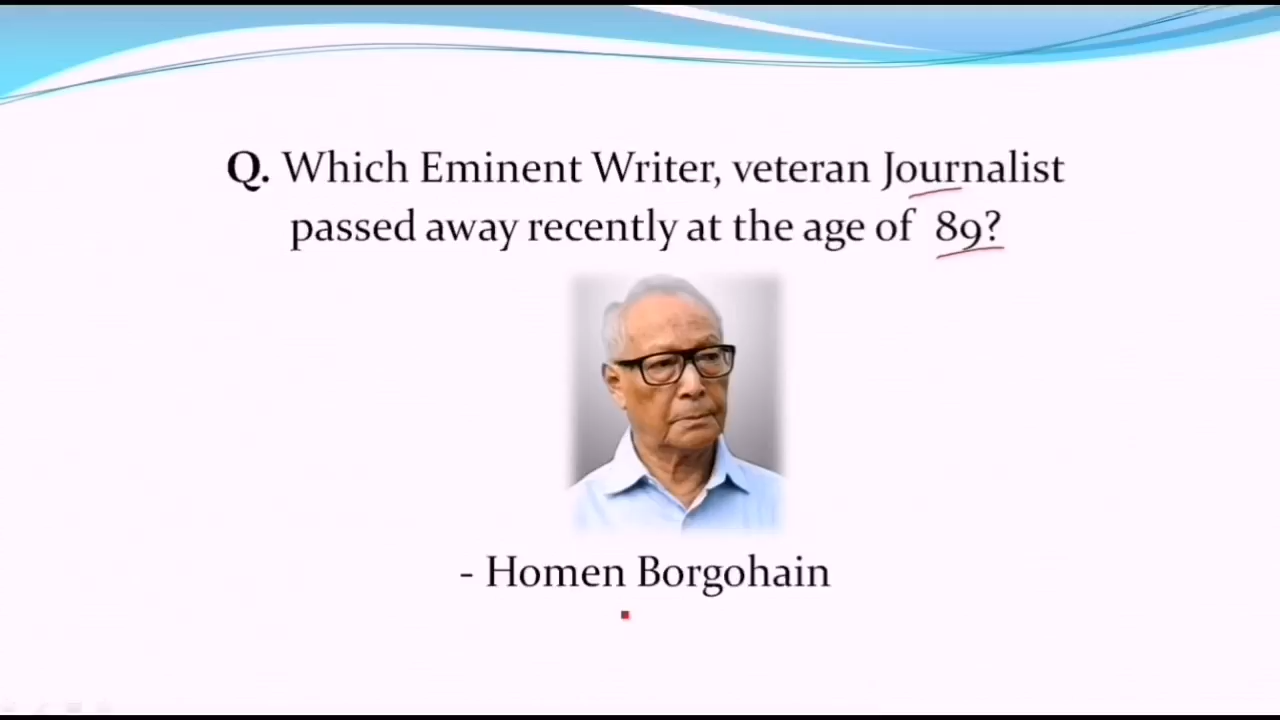 Q. Which Eminent Writer, veteran Journalist
passed away recently at the age of 89?
- Homen Borgohain